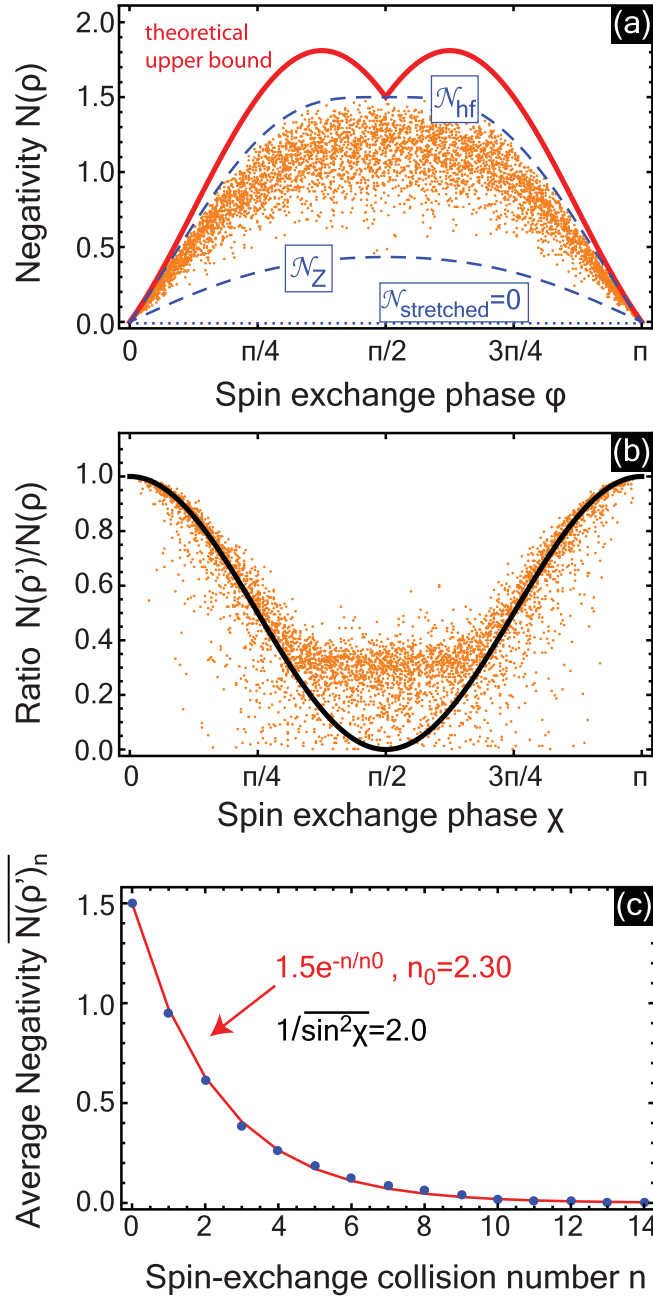 (a)
Negativity N(ρ)
2.0
1.5
1.0
0.5
0.0
theoretical
upper bound
𝒩hf
𝒩Z
𝒩stretched=0
0 π/4 π/2 3π/4 π
Spin exchange phase φ
(b)
Ratio N(ρ')/N(ρ)
1.0
0.8
0.6
0.4
0.2
0.0
0 π/4 π/2 3π/4 π
Spin exchange phase χ
(c)
Average Negativity N(ρ')n
1.5
1.0
0.5
0.0
1.5e-n/n0 , n0=2.30
1/sin²χ=2.0
0 2 4 6 8 10 12 14
Spin-exchange collision number n